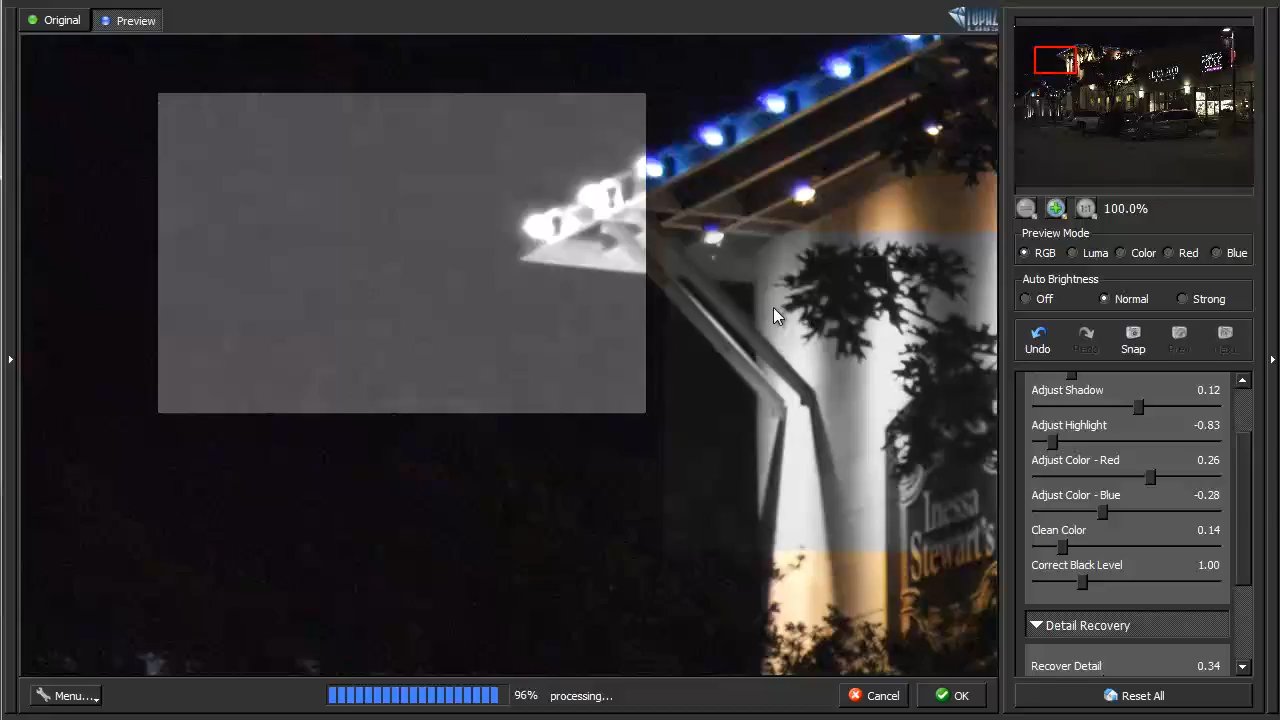 Original
Preview
TOPAZ
LABS
100.0%
Preview Mode
RGB
Luma
Color
Red
Blue
Auto Brightness
Off
Normal
Strong
Undo
Snap
Adjust Shadow 0.12
Adjust Highlight -0.83
Adjust Color - Red 0.26
Adjust Color - Blue -0.28
Clean Color 0.14
Correct Black Level 1.00
Inessa
Stewart's
Detail Recovery
Recover Detail 0.34
Menu...
96% processing...
Cancel
OK
Reset All